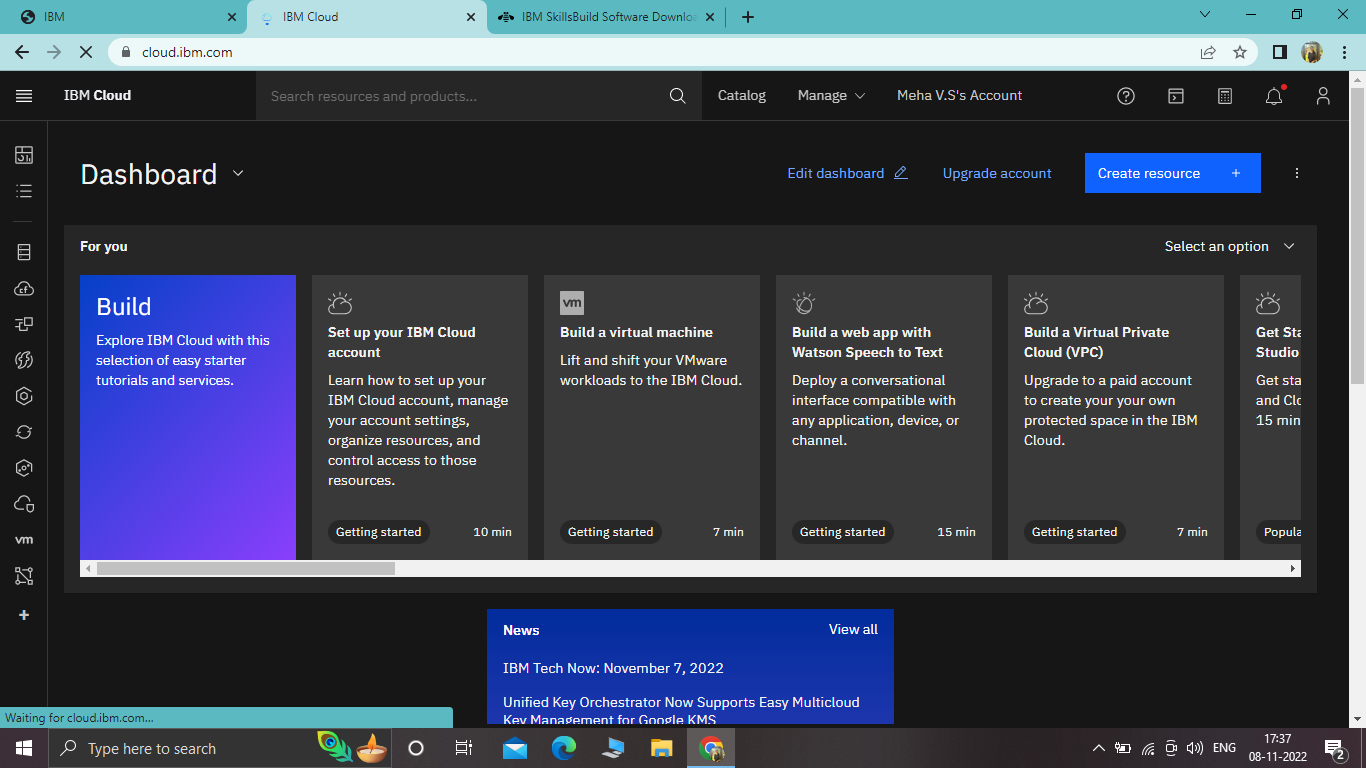 IBM
IBM Cloud
IBM SkillsBuild Software Downlo
cloud.ibm.com
IBM Cloud
Search resources and products...
Catalog
Manage
Meha V.S's Account
Dashboard
Edit dashboard
Upgrade account
Create resource +
For you
Select an option
Build
Explore IBM Cloud with this
selection of easy starter
tutorials and services.
Set up your IBM Cloud
account
Learn how to set up your
IBM Cloud account, manage
your account settings,
organize resources, and
control access to those
resources.
Getting started
10 min
vm
Build a virtual machine
Lift and shift your VMware
workloads to the IBM Cloud.
Getting started
7 min
Build a web app with
Watson Speech to Text
Deploy a conversational
interface compatible with
any application, device, or
channel.
Getting started
15 min
Build a Virtual Private
Cloud (VPC)
Upgrade to a paid account
to create your your own
protected space in the IBM
Cloud.
Getting started
7 min
Get Sta
Studio
Get sta
and Clo
15 min
Popula
vm
News
View all
IBM Tech Now: November 7, 2022
Unified Key Orchestrator Now Supports Easy Multicloud
Key Management for Google KMS
Waiting for cloud.ibm.com...
Type here to search
ENG
17:37
08-11-2022
2